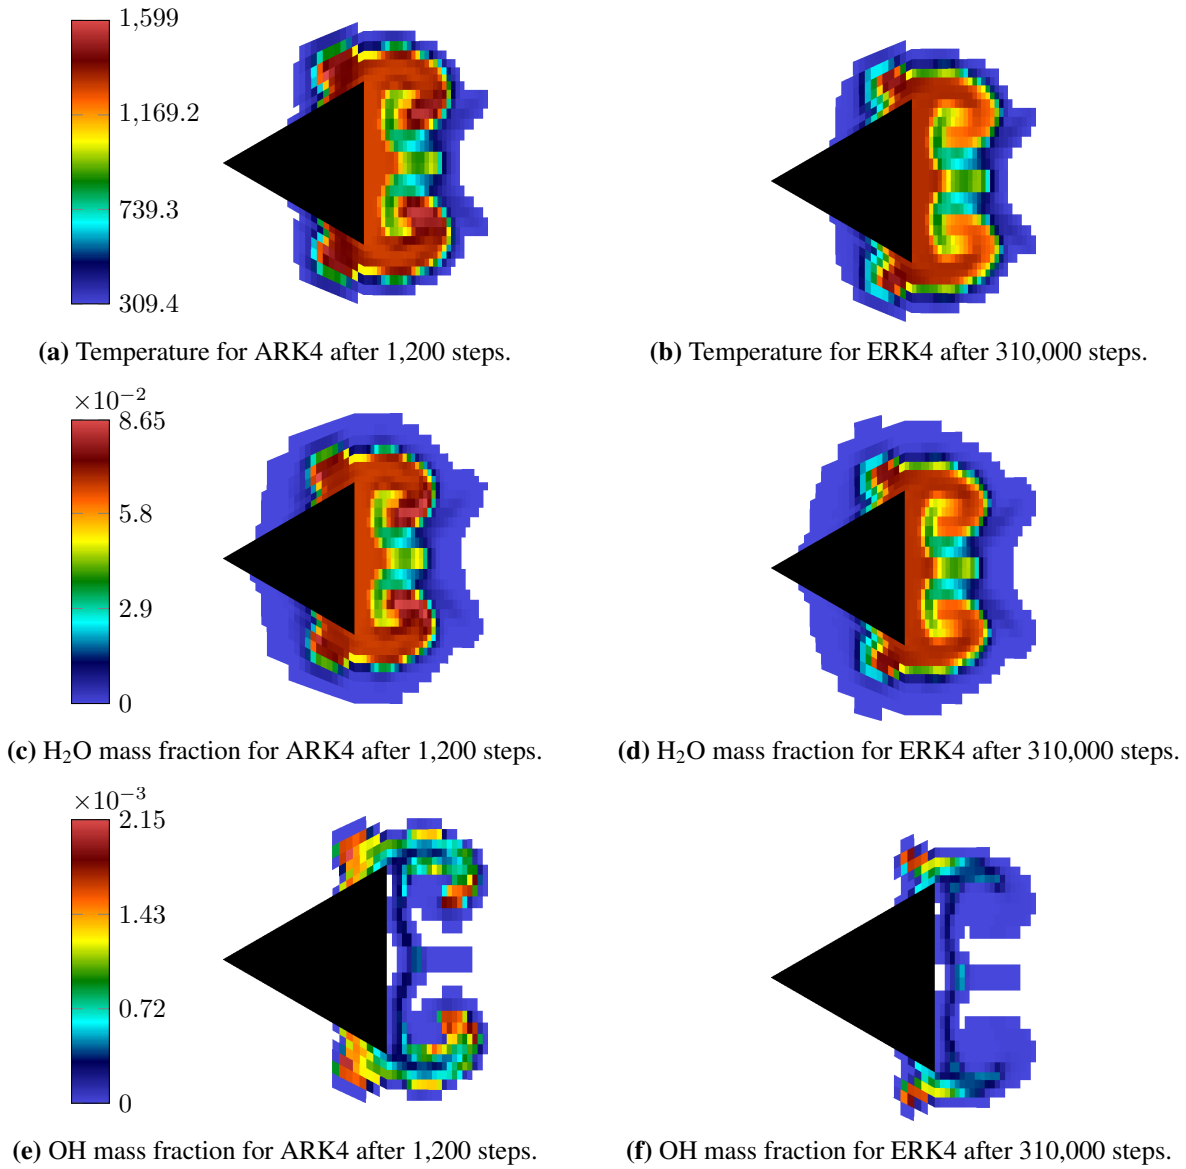 1,599
1,169.2
739.3
309.4
(a) Temperature for ARK4 after 1,200 steps.
(b) Temperature for ERK4 after 310,000 steps.
×10⁻²
8.65
5.8
2.9
0
(c) H₂O mass fraction for ARK4 after 1,200 steps.
(d) H₂O mass fraction for ERK4 after 310,000 steps.
×10⁻³
2.15
1.43
0.72
0
(e) OH mass fraction for ARK4 after 1,200 steps.
(f) OH mass fraction for ERK4 after 310,000 steps.